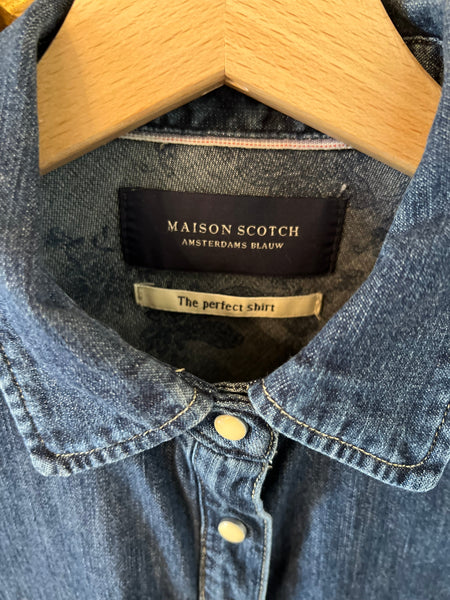 MAISON SCOTCH
AMSTERDAMS BLAUW
The perfect shirt